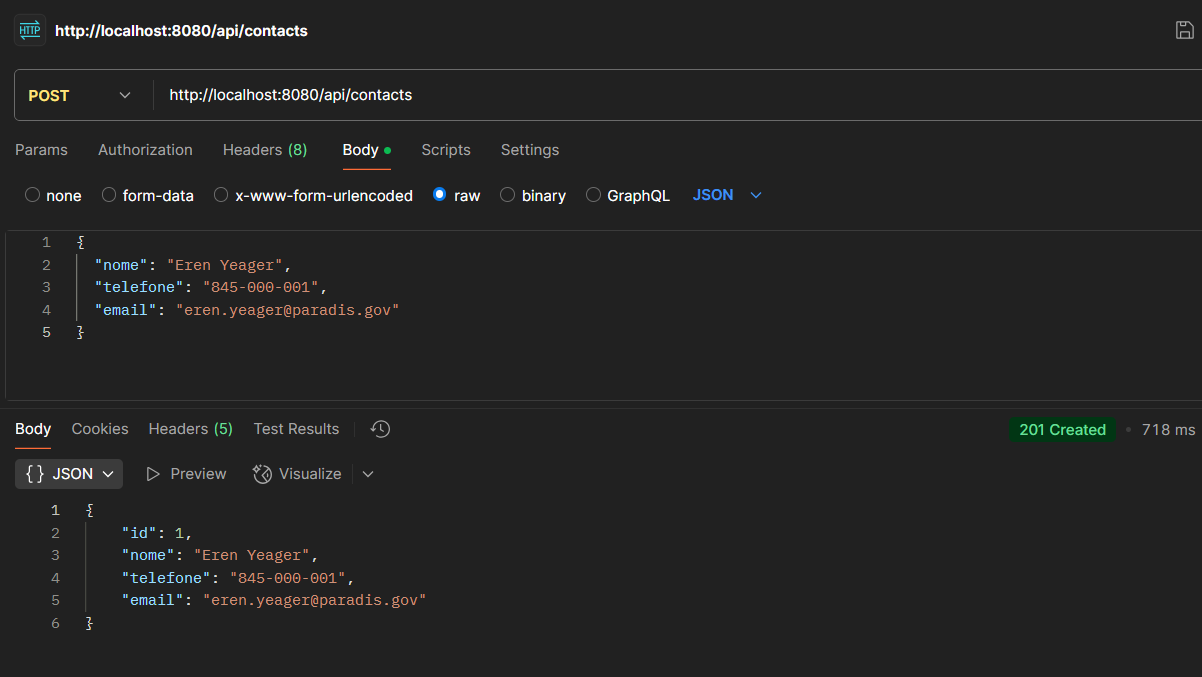 HTTP http://localhost:8080/api/contacts
POST http://localhost:8080/api/contacts
Params Authorization Headers (8) Body Scripts Settings
none form-data x-www-form-urlencoded raw binary GraphQL JSON
1 {
2 "nome": "Eren Yeager",
3 "telefone": "845-000-001",
4 "email": "eren.yeager@paradis.gov"
5 }
Body Cookies Headers (5) Test Results 201 Created • 718 ms
{} JSON Preview Visualize
1 {
2 "id": 1,
3 "nome": "Eren Yeager",
4 "telefone": "845-000-001",
5 "email": "eren.yeager@paradis.gov"
6 }